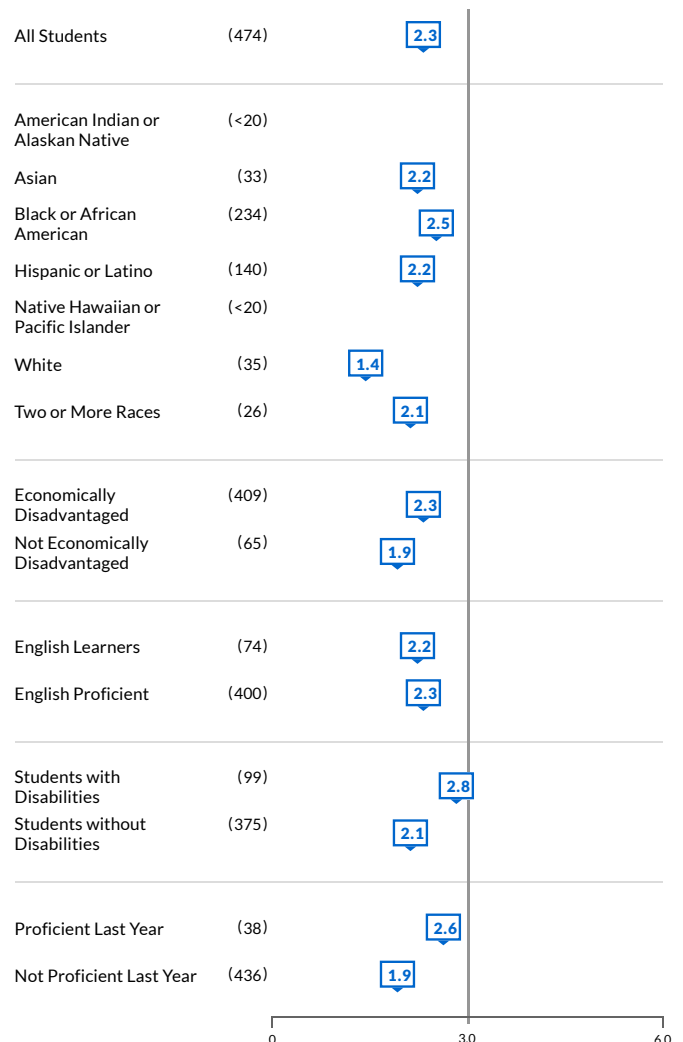 All Students (474) 2.3
American Indian or (<20)
Alaskan Native
Asian (33) 2.2
Black or African (234) 2.5
American
Hispanic or Latino (140) 2.2
Native Hawaiian or (<20)
Pacific Islander
White (35) 1.4
Two or More Races (26) 2.1
Economically (409) 2.3
Disadvantaged
Not Economically (65) 1.9
Disadvantaged
English Learners (74) 2.2
English Proficient (400) 2.3
Students with (99) 2.8
Disabilities
Students without (375) 2.1
Disabilities
Proficient Last Year (38) 2.6
Not Proficient Last Year (436) 1.9
0 3.0 6.0